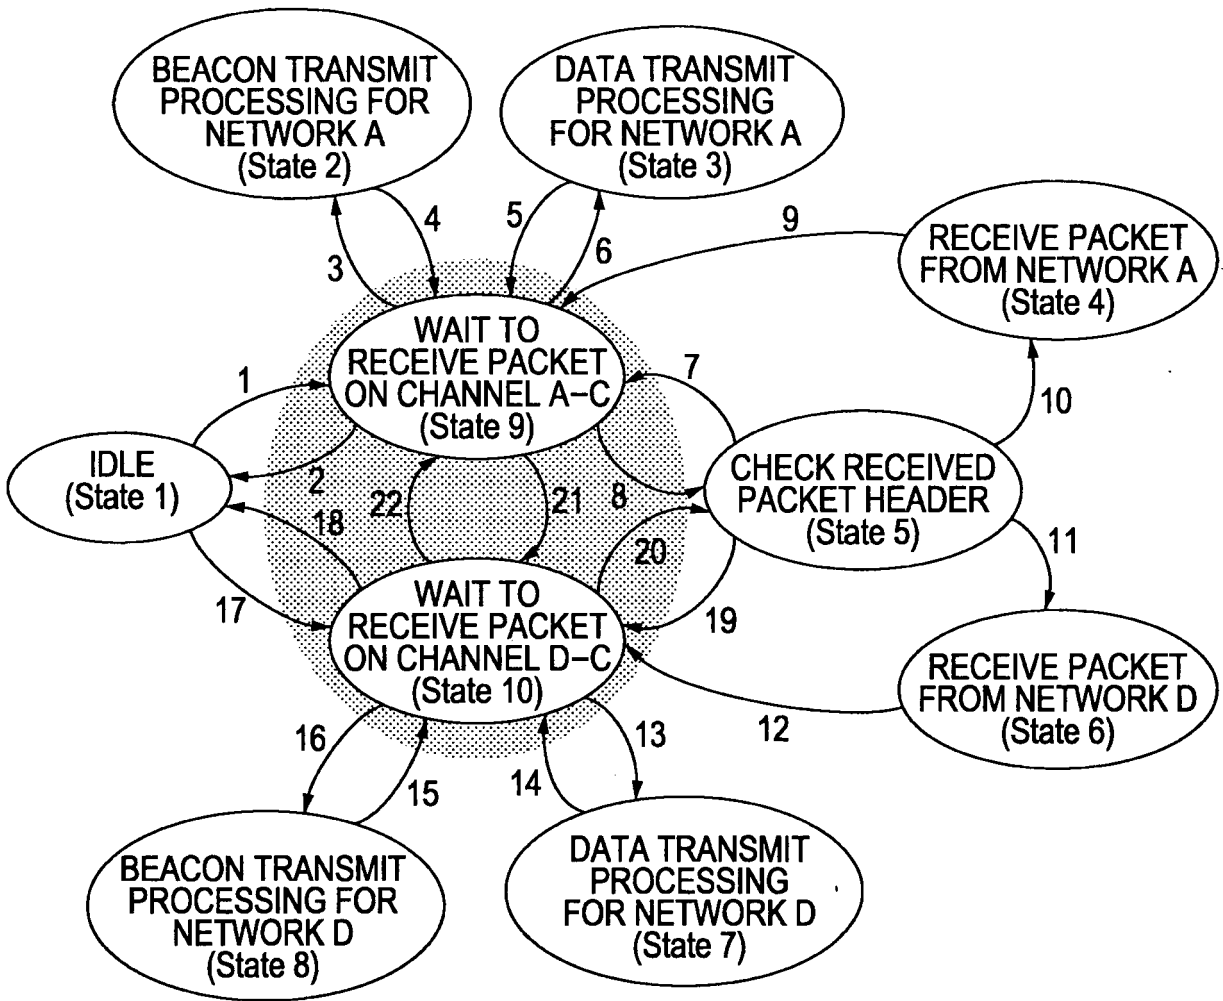 BEACON TRANSMIT
PROCESSING FOR
NETWORK A
(State 2)
DATA TRANSMIT
PROCESSING
FOR NETWORK A
(State 3)
4
5
3
6
9
RECEIVE PACKET
FROM NETWORK A
(State 4)
WAIT TO
RECEIVE PACKET
ON CHANNEL A–C
(State 9)
1
7
10
IDLE
(State 1)
2
8
CHECK RECEIVED
PACKET HEADER
(State 5)
22
21
18
20
11
17
19
WAIT TO
RECEIVE PACKET
ON CHANNEL D–C
(State 10)
12
RECEIVE PACKET
FROM NETWORK D
(State 6)
16
13
15
14
BEACON TRANSMIT
PROCESSING FOR
NETWORK D
(State 8)
DATA TRANSMIT
PROCESSING
FOR NETWORK D
(State 7)